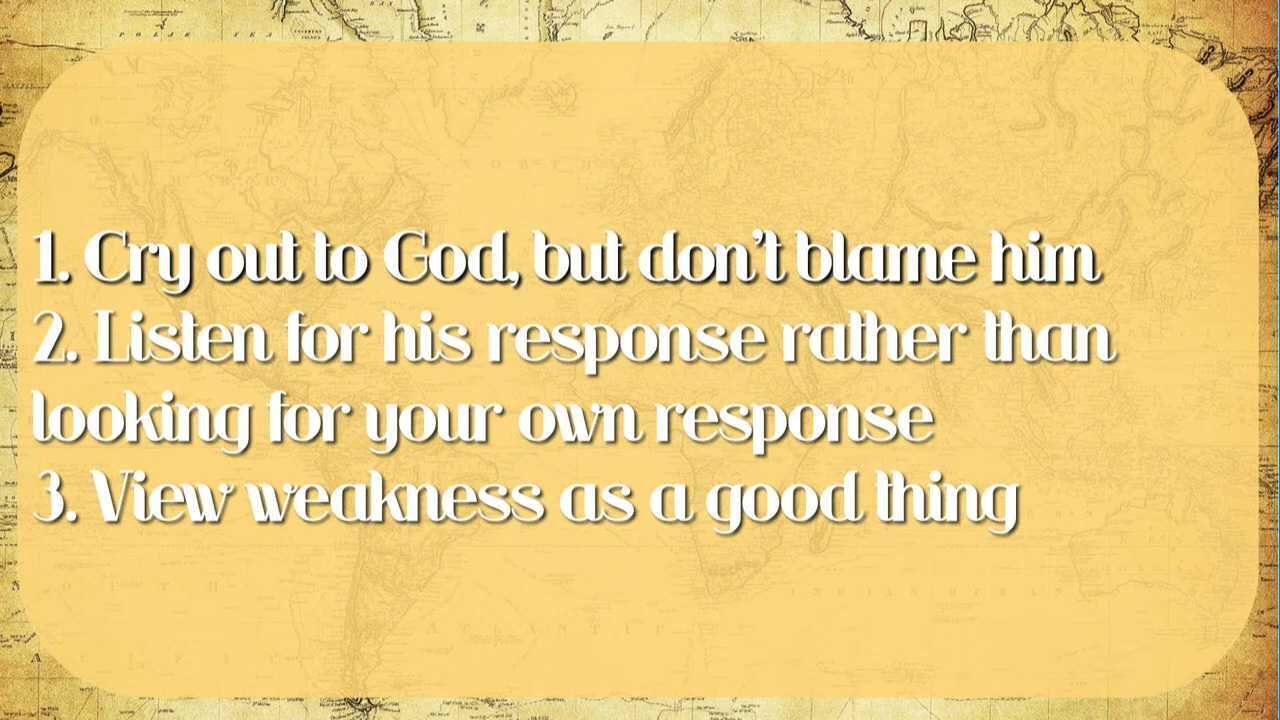 1. Cry out to God, but don't blame him
2. Listen for his response rather than
looking for your own response
3. View weakness as a good thing